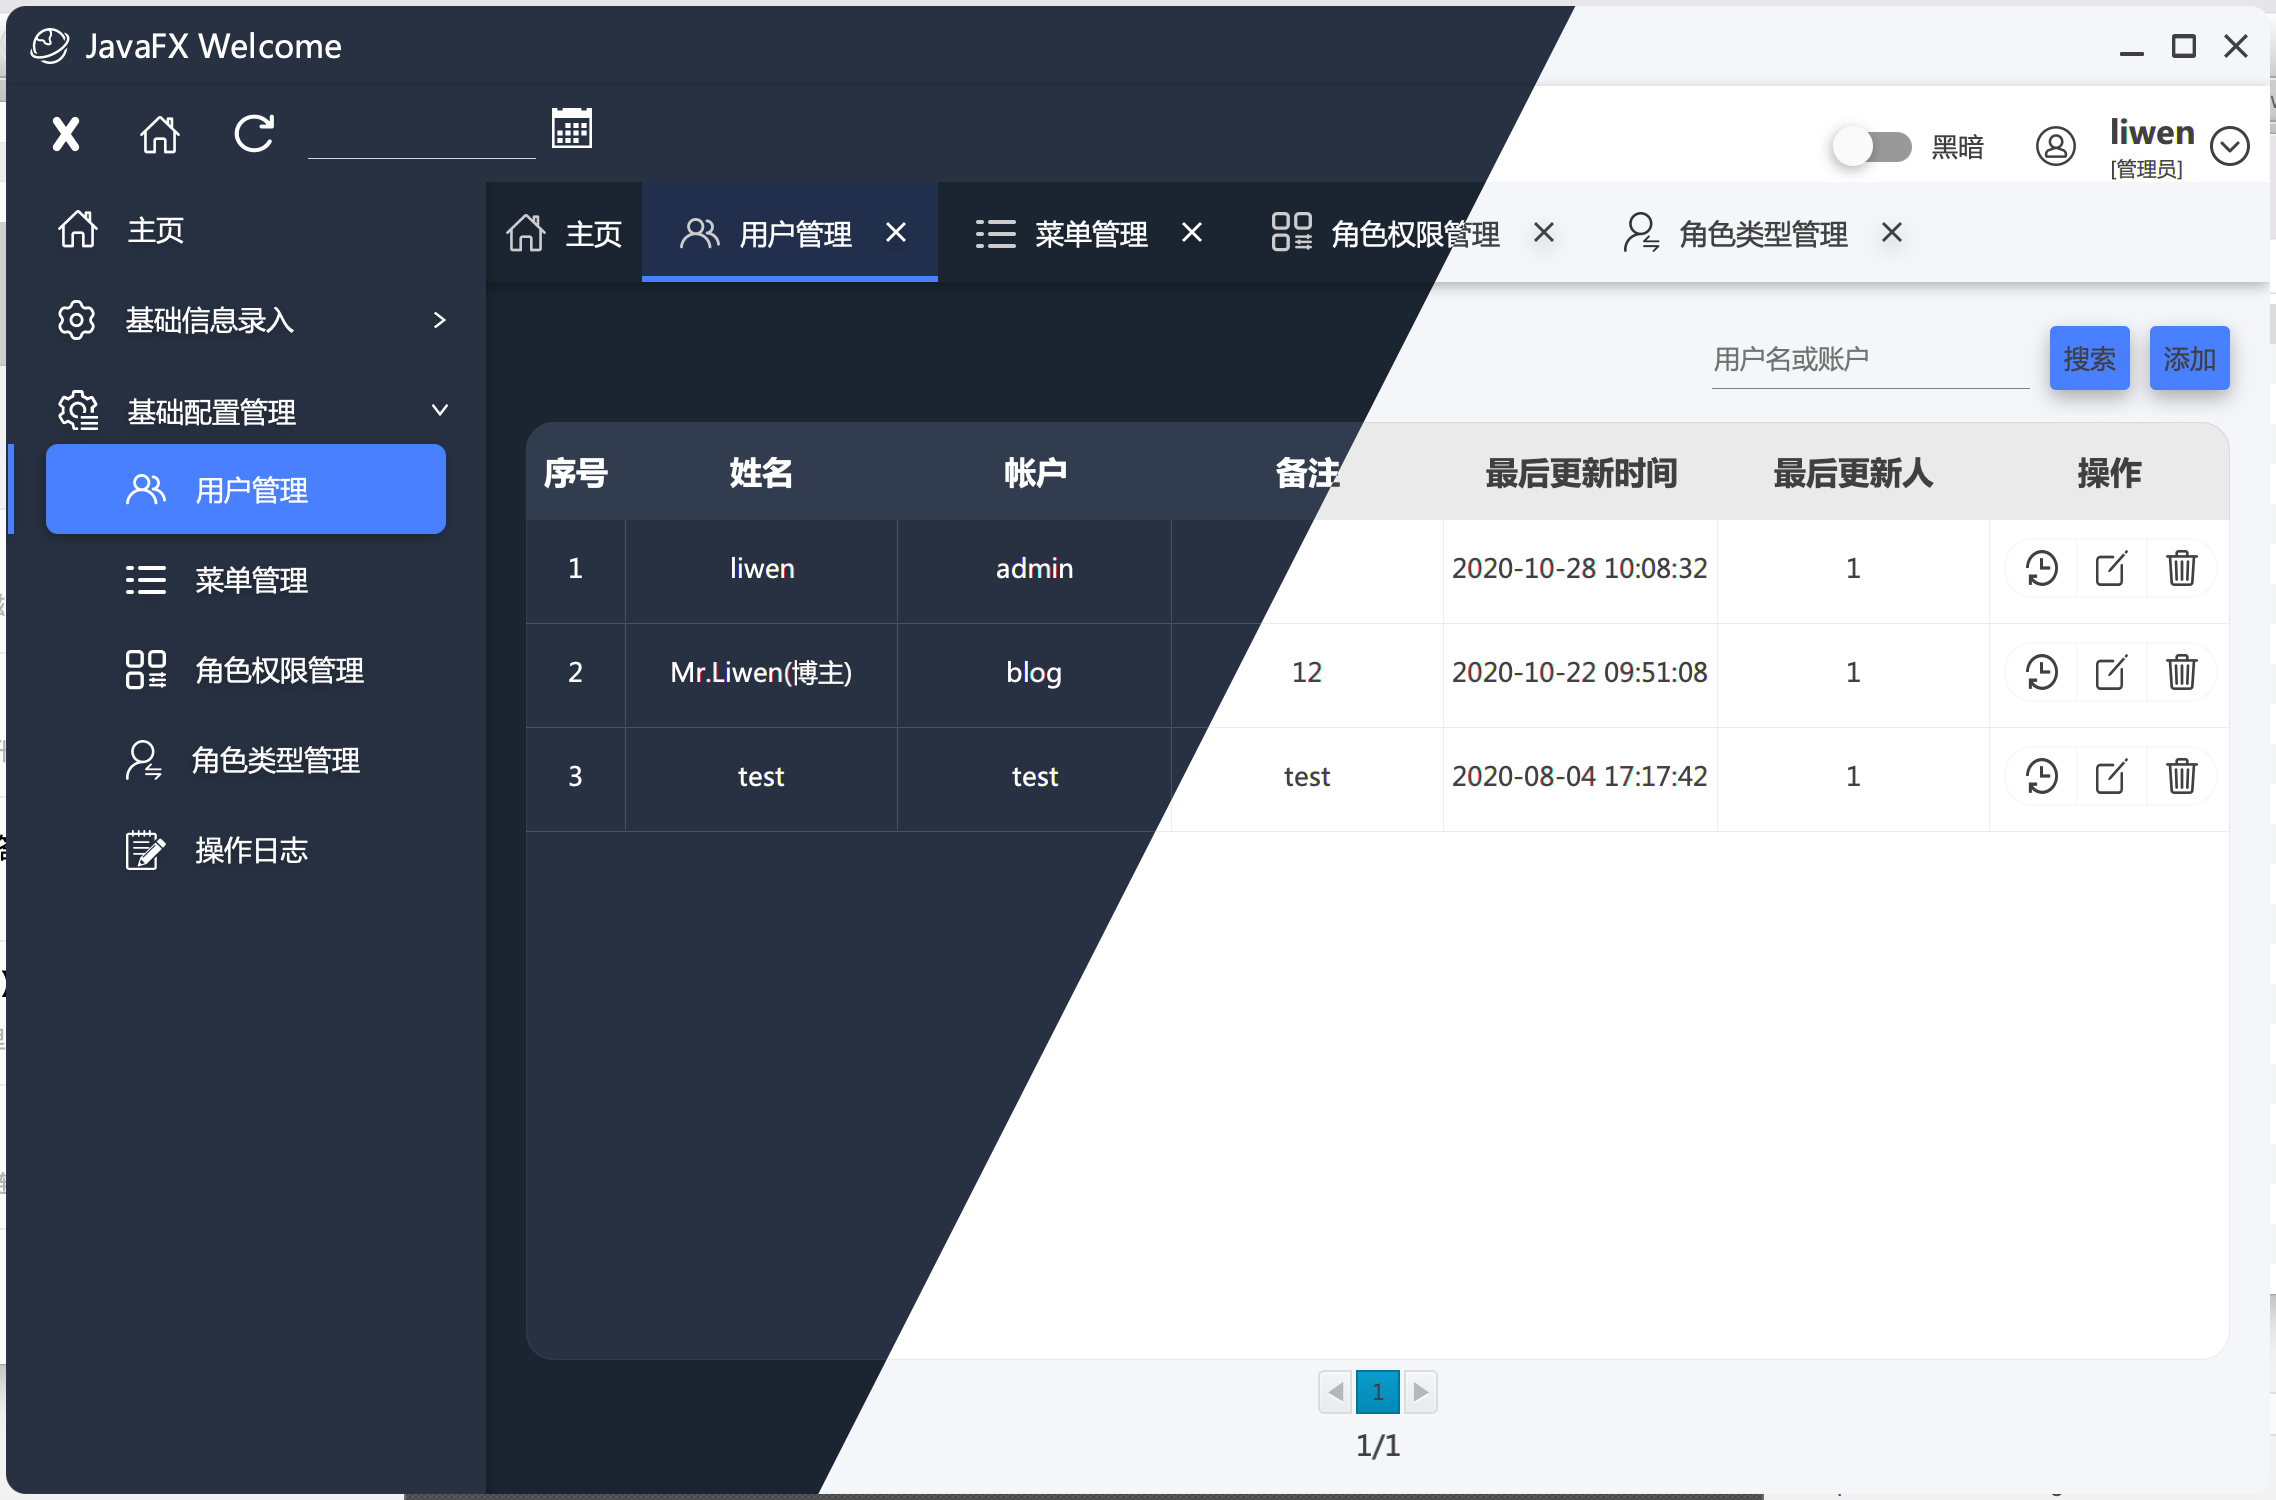 JavaFX Welcome
黑暗
liwen
[管理员]
主页
基础信息录入
基础配置管理
用户管理
菜单管理
角色权限管理
角色类型管理
操作日志
主页 用户管理 菜单管理 角色权限管理 角色类型管理
用户名或账户 搜索 添加
序号 姓名 帐户 备注 最后更新时间 最后更新人 操作
1 liwen admin 2020-10-28 10:08:32 1
2 Mr.Liwen(博主) blog 12 2020-10-22 09:51:08 1
3 test test test 2020-08-04 17:17:42 1
1
1/1